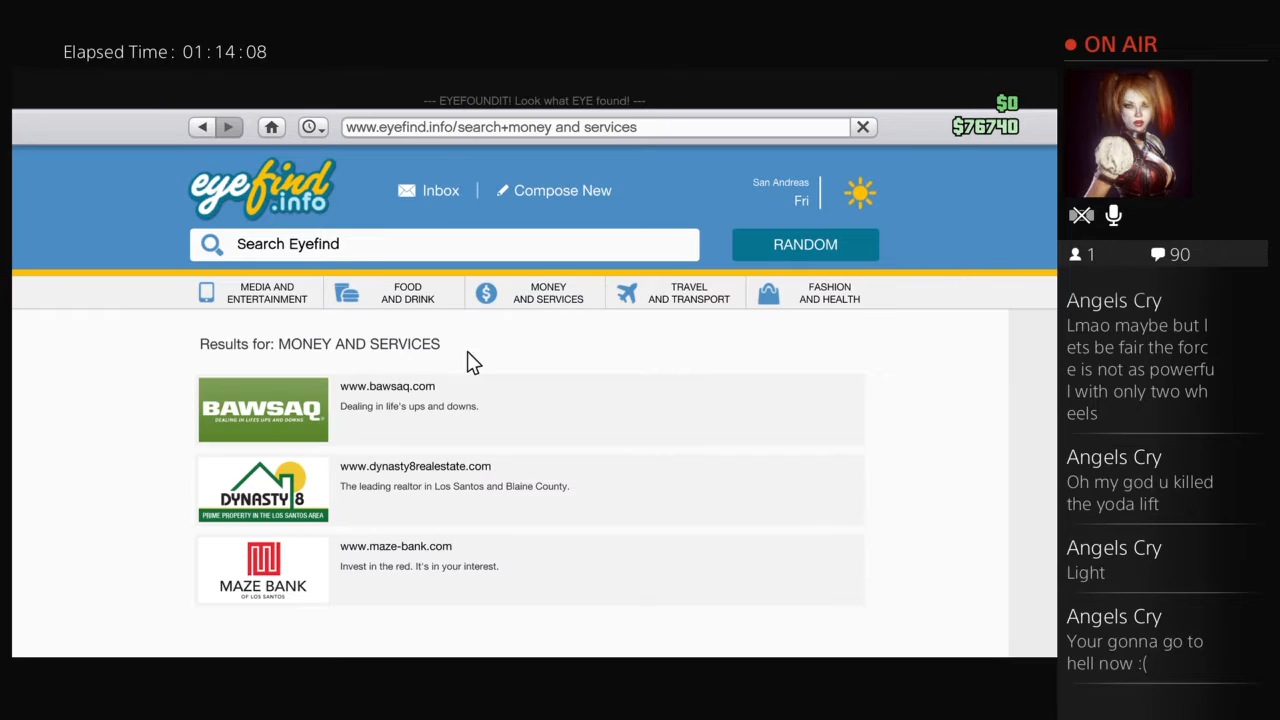 Elapsed Time: 01:14:08
ON AIR
--- EYEFOUNDIT! Look what EYE found! ---
$0
$76740
www.eyefind.info/search+money and services
eyefind
.info
Inbox
Compose New
San Andreas
Fri
Search Eyefind
RANDOM
MEDIA AND
ENTERTAINMENT
FOOD
AND DRINK
MONEY
AND SERVICES
TRAVEL
AND TRANSPORT
FASHION
AND HEALTH
Results for: MONEY AND SERVICES
BAWSAQ
DEALING IN LIFE'S UPS AND DOWNS
www.bawsaq.com
Dealing in life's ups and downs.
DYNASTY 8
PRIME PROPERTY IN THE LOS SANTOS AREA
www.dynasty8realestate.com
The leading realtor in Los Santos and Blaine County.
MAZE BANK
OF LOS SANTOS
www.maze-bank.com
Invest in the red. It's in your interest.
1
90
Angels Cry
Lmao maybe but l
ets be fair the forc
e is not as powerfu
l with only two wh
eels
Angels Cry
Oh my god u killed
the yoda lift
Angels Cry
Light
Angels Cry
Your gonna go to
hell now :(